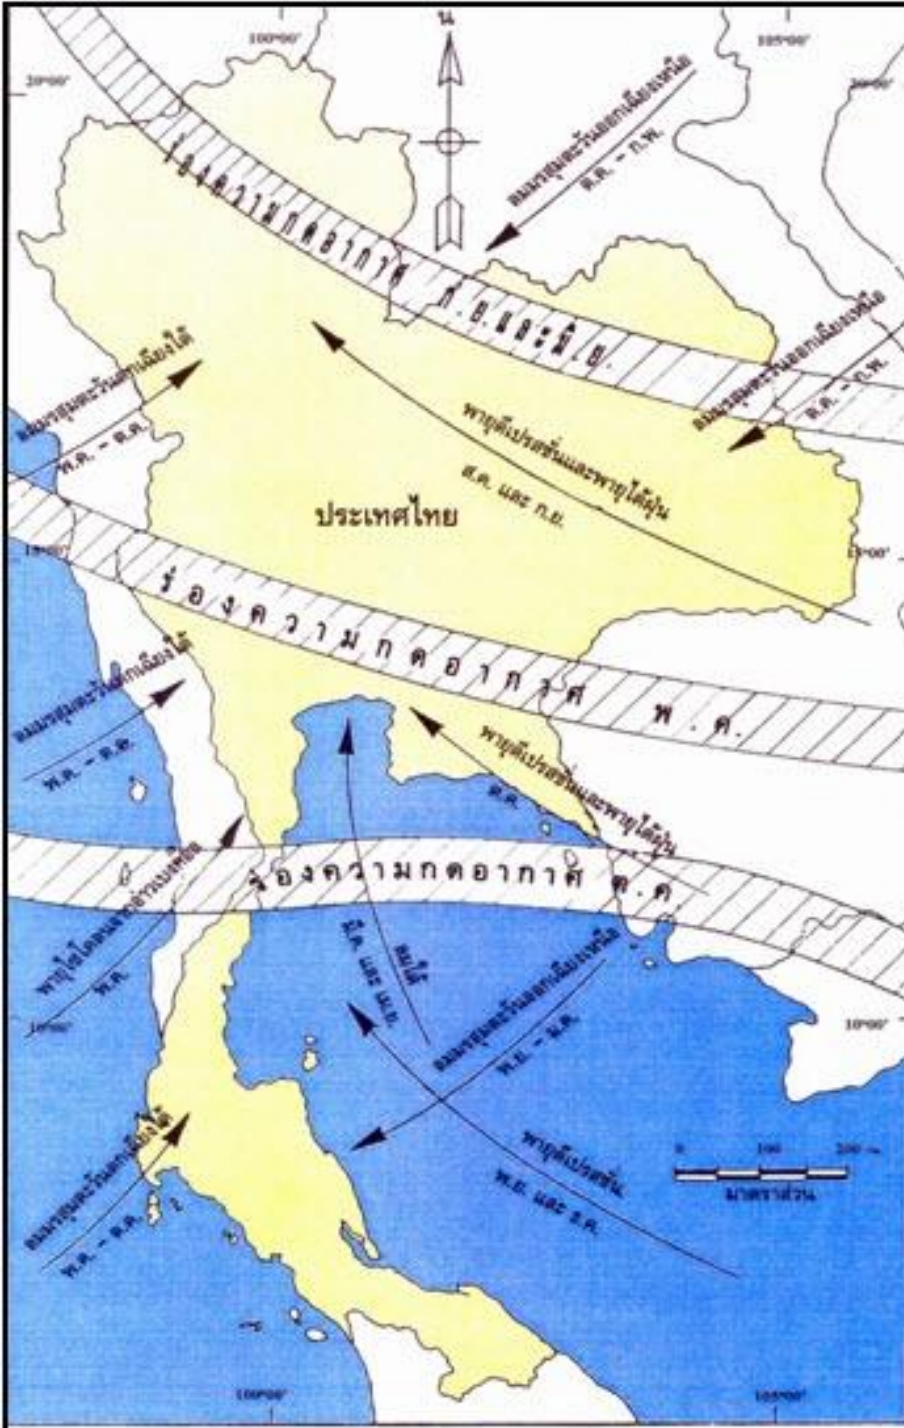 น
100°00'
105°00'
20°00'
20°00'
ลมมรสุมตะวันออกเฉียงเหนือ
ต.ค. - ก.พ.
ร่องความกดอากาศ ก.ย.และมิ.ย.
ลมมรสุมตะวันตกเฉียงใต้
พ.ค. - ต.ค.
ลมมรสุมตะวันออกเฉียงเหนือ
ต.ค. - ก.พ.
พายุดีเปรสชั่นและพายุไต้ฝุ่น
ส.ค. และ ก.ย.
ประเทศไทย
15°00'
15°00'
ร่องความกดอากาศ พ.ค.
ลมมรสุมตะวันตกเฉียงใต้
พ.ค. - ต.ค.
พายุดีเปรสชั่นและพายุไต้ฝุ่น
ต.ค.
ร่องความกดอากาศ ต.ค
พายุไซโคลนจากอ่าวเบงกอล
พ.ค.
ลมใต้
มี.ค. และ เม.ย.
ลมมรสุมตะวันออกเฉียงเหนือ
พ.ย. - ม.ค.
10°00'
10°00'
ลมมรสุมตะวันตกเฉียงใต้
พ.ค. - ต.ค.
พายุดีเปรสชั่น
พ.ย. และ ธ.ค.
0 100 200
มาตราส่วน
100°00'
105°00'